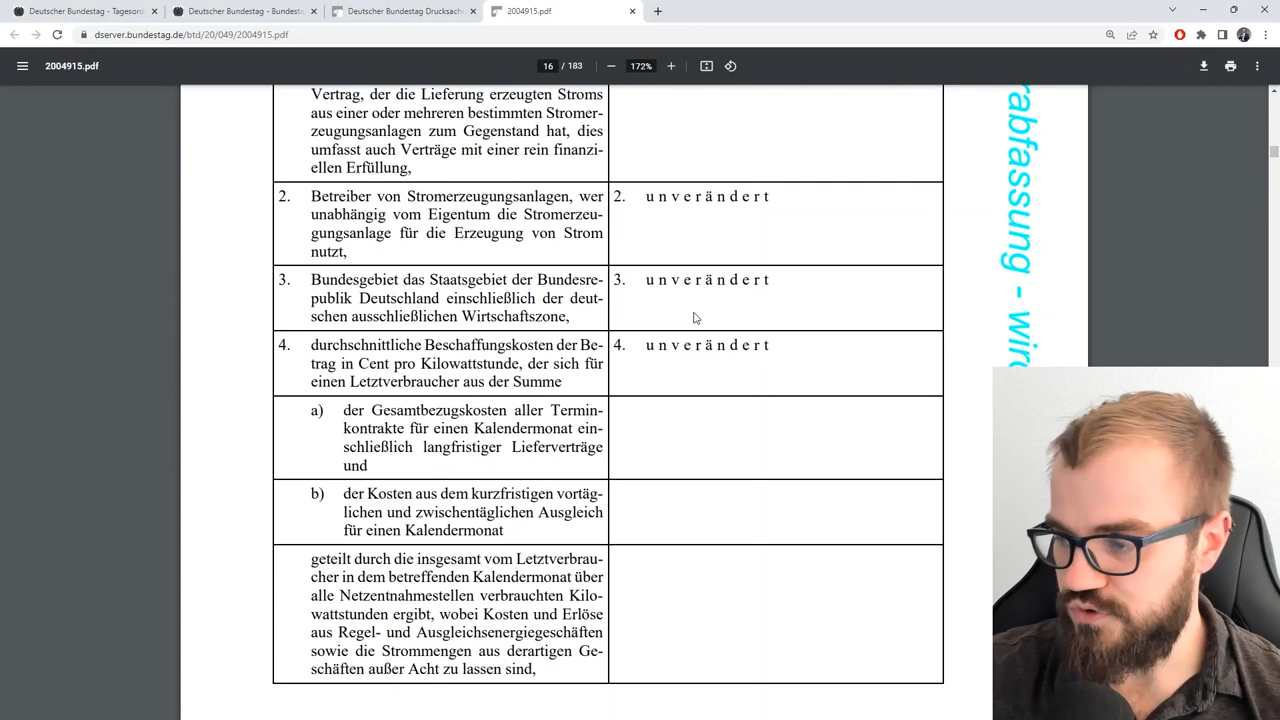 Deutscher Bundestag - Tagesord
Deutscher Bundestag - Bundesta
Deutscher Bundestag Drucksache
2004915.pdf
dserver.bundestag.de/btd/20/049/2004915.pdf
2004915.pdf
16 / 183
172%
Vertrag, der die Lieferung erzeugten Stroms
aus einer oder mehreren bestimmten Stromer-
zeugungsanlagen zum Gegenstand hat, dies
umfasst auch Verträge mit einer rein finanzi-
ellen Erfüllung,
2. Betreiber von Stromerzeugungsanlagen, wer
unabhängig vom Eigentum die Stromerzeu-
gungsanlage für die Erzeugung von Strom
nutzt,
2. u n v e r ä n d e r t
3. Bundesgebiet das Staatsgebiet der Bundesre-
publik Deutschland einschließlich der deut-
schen ausschließlichen Wirtschaftszone,
3. u n v e r ä n d e r t
4. durchschnittliche Beschaffungskosten der Be-
trag in Cent pro Kilowattstunde, der sich für
einen Letztverbraucher aus der Summe
4. u n v e r ä n d e r t
a) der Gesamtbezugskosten aller Termin-
kontrakte für einen Kalendermonat ein-
schließlich langfristiger Lieferverträge
und
b) der Kosten aus dem kurzfristigen vortäg-
lichen und zwischentäglichen Ausgleich
für einen Kalendermonat
geteilt durch die insgesamt vom Letztverbrau-
cher in dem betreffenden Kalendermonat über
alle Netzentnahmestellen verbrauchten Kilo-
wattstunden ergibt, wobei Kosten und Erlöse
aus Regel- und Ausgleichsenergiegeschäften
sowie die Strommengen aus derartigen Ge-
schäften außer Acht zu lassen sind,
rabfassung - wird